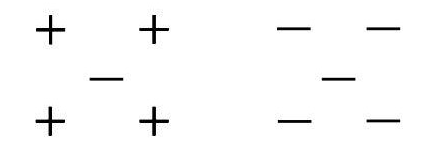 + + — —
— —
+ + — —